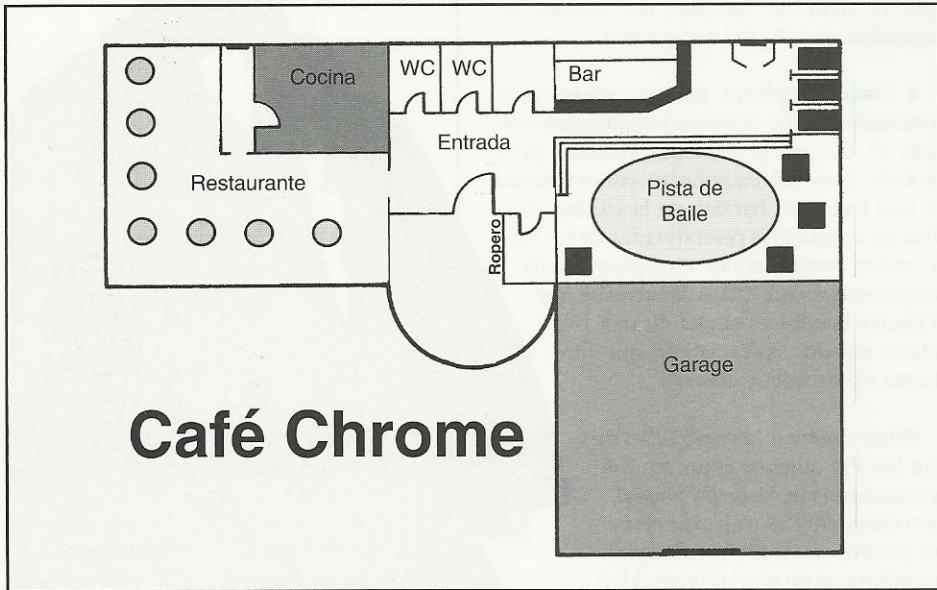 Cocina
WC
WC
Bar
Entrada
Restaurante
Pista de
Baile
Ropero
Garage
Café Chrome